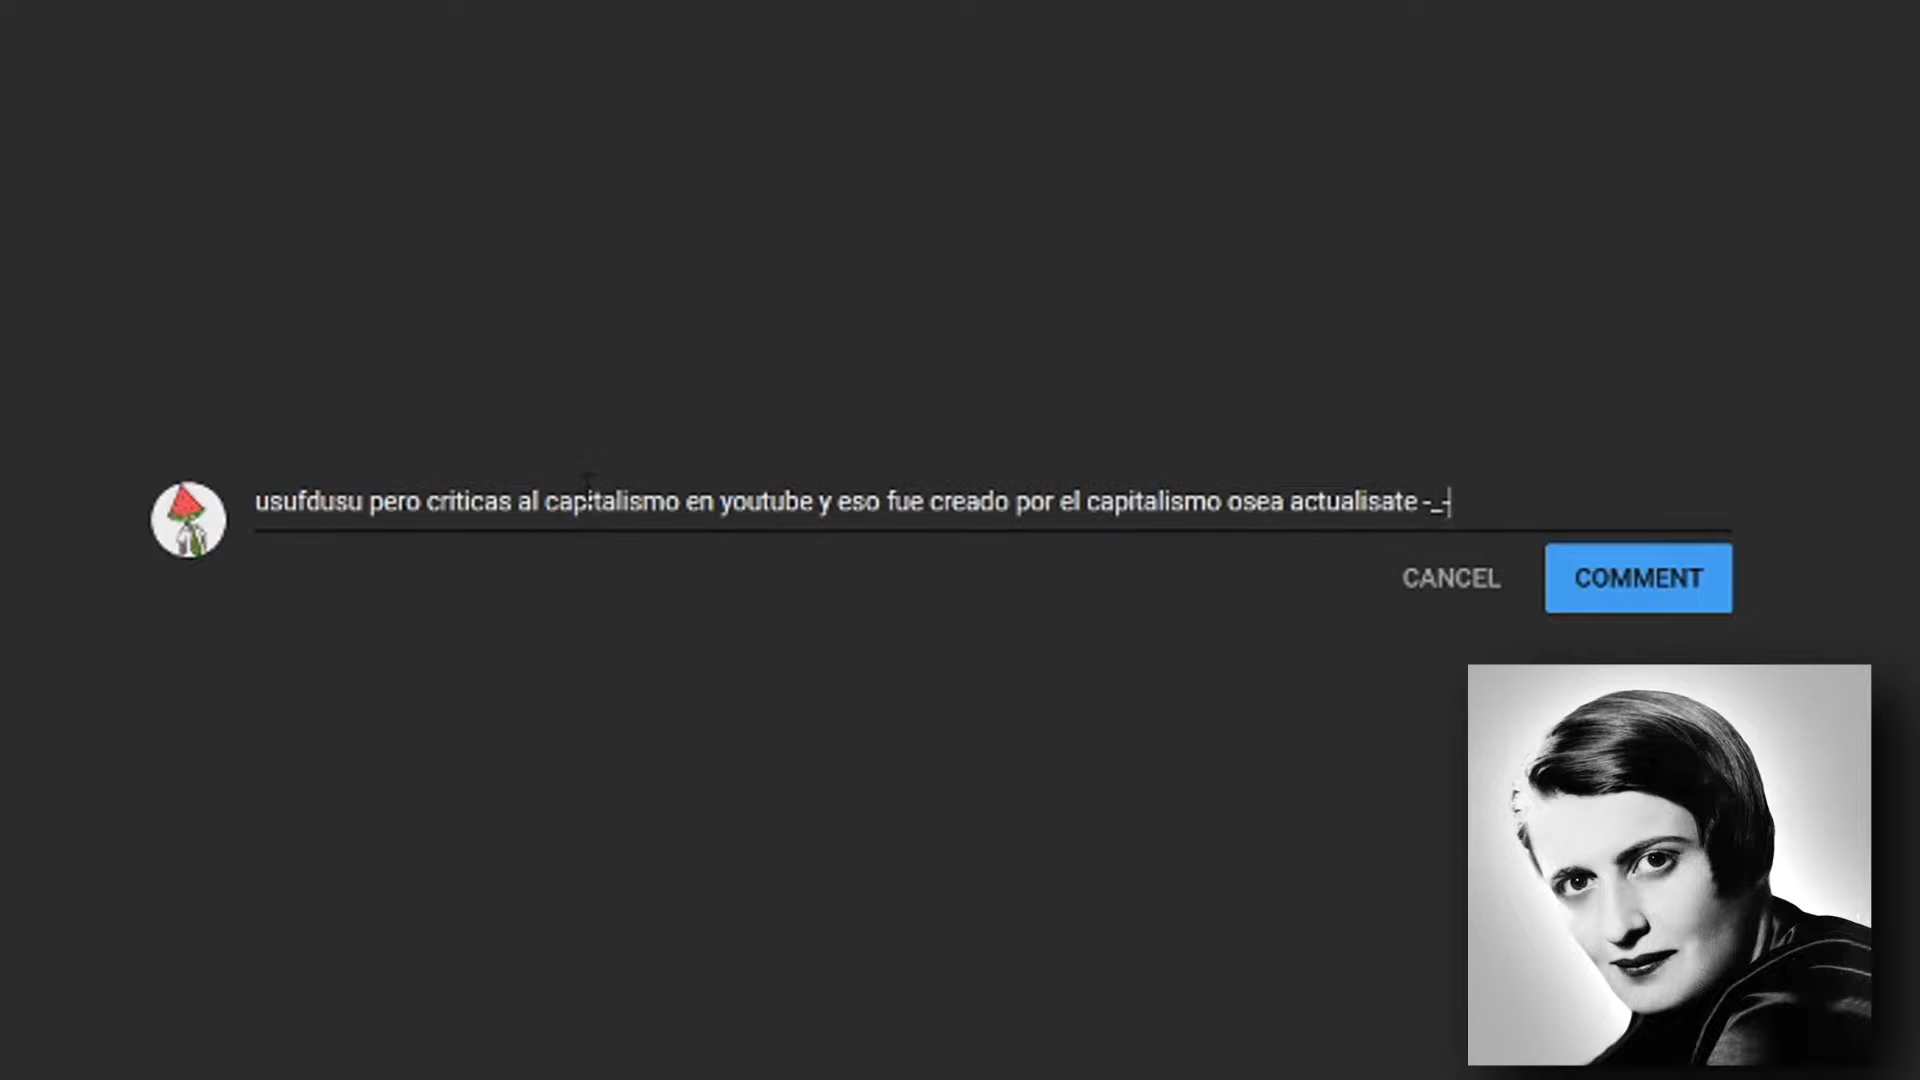 usufdusu pero criticas al capitalismo en youtube y eso fue creado por el capitalismo osea actualisate -_-
CANCEL
COMMENT